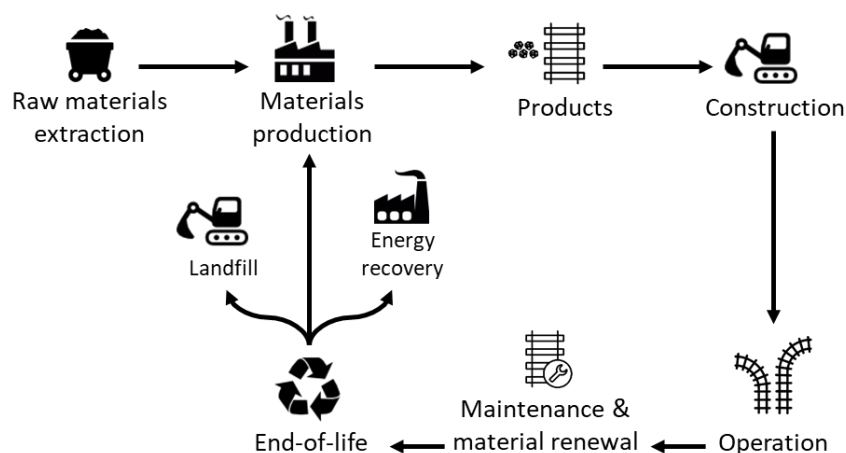 Raw materials
extraction
Materials
production
Products
Construction
Landfill
Energy
recovery
End-of-life
Maintenance &
material renewal
Operation